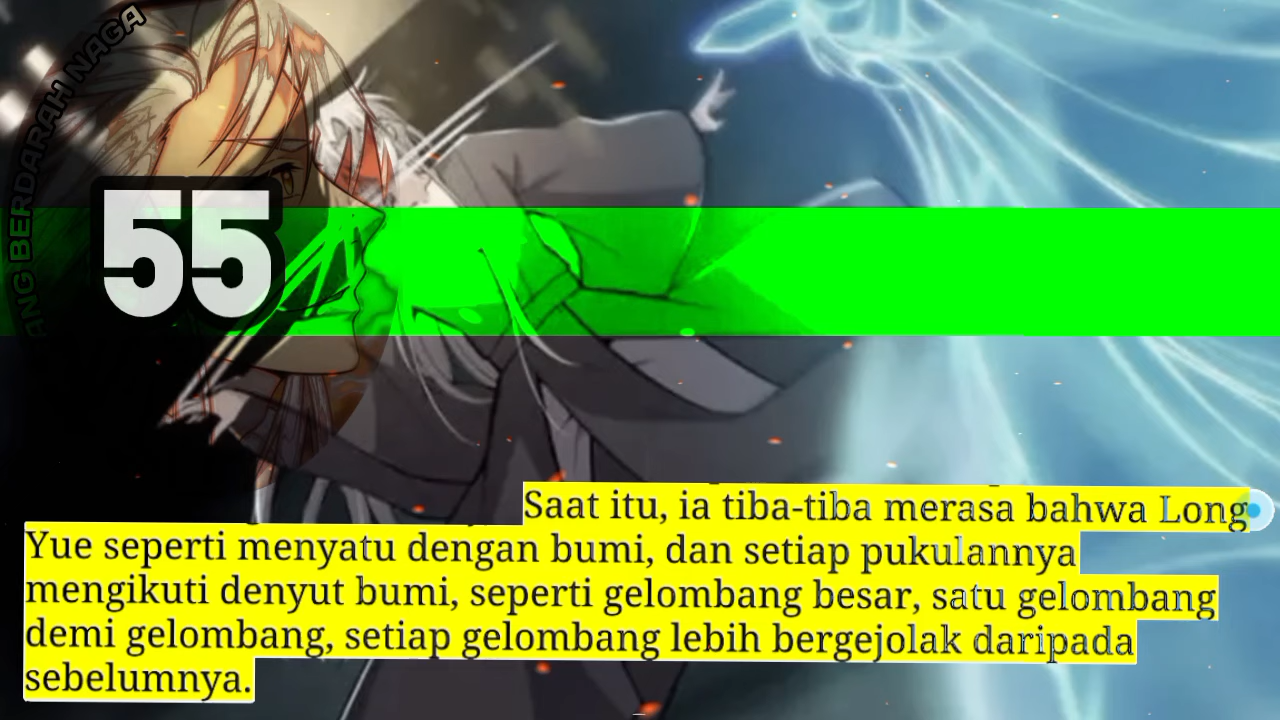 ANG BERDARAH NAGA
55
Saat itu, ia tiba-tiba merasa bahwa Long
Yue seperti menyatu dengan bumi, dan setiap pukulannya
mengikuti denyut bumi, seperti gelombang besar, satu gelombang
demi gelombang, setiap gelombang lebih bergejolak daripada
sebelumnya.